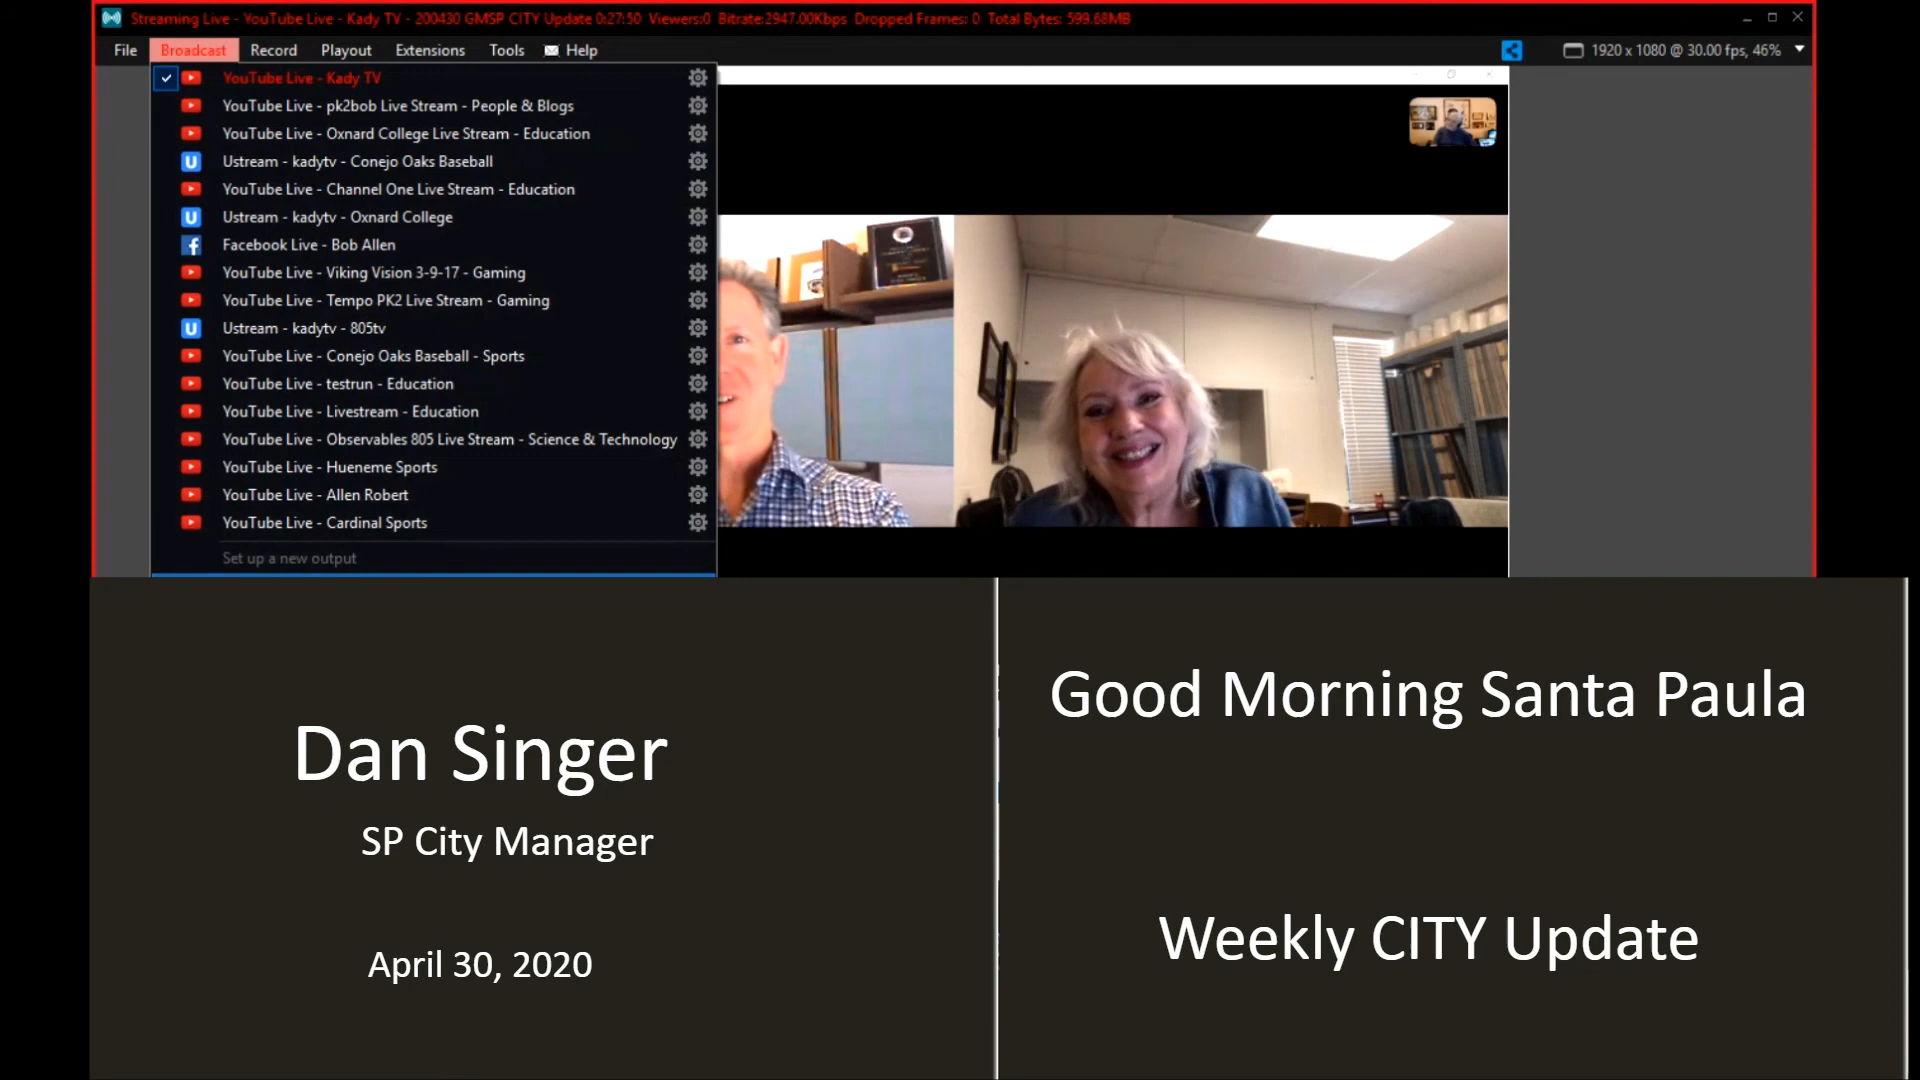 Streaming Live - YouTube Live - Kady TV - 200430 GMSP CITY Update 0:27:50 Viewers:0 Bitrate:2947.00Kbps Dropped Frames: 0 Total Bytes: 599.68MB
File Broadcast Record Playout Extensions Tools Help 1920 x 1080 @ 30.00 fps, 46%
YouTube Live - Kady TV
YouTube Live - pk2bob Live Stream - People & Blogs
YouTube Live - Oxnard College Live Stream - Education
Ustream - kadytv - Conejo Oaks Baseball
YouTube Live - Channel One Live Stream - Education
Ustream - kadytv - Oxnard College
Facebook Live - Bob Allen
YouTube Live - Viking Vision 3-9-17 - Gaming
YouTube Live - Tempo PK2 Live Stream - Gaming
Ustream - kadytv - 805tv
YouTube Live - Conejo Oaks Baseball - Sports
YouTube Live - testrun - Education
YouTube Live - Livestream - Education
YouTube Live - Observables 805 Live Stream - Science & Technology
YouTube Live - Hueneme Sports
YouTube Live - Allen Robert
YouTube Live - Cardinal Sports
Set up a new output
Dan Singer
SP City Manager
April 30, 2020
Good Morning Santa Paula
Weekly CITY Update